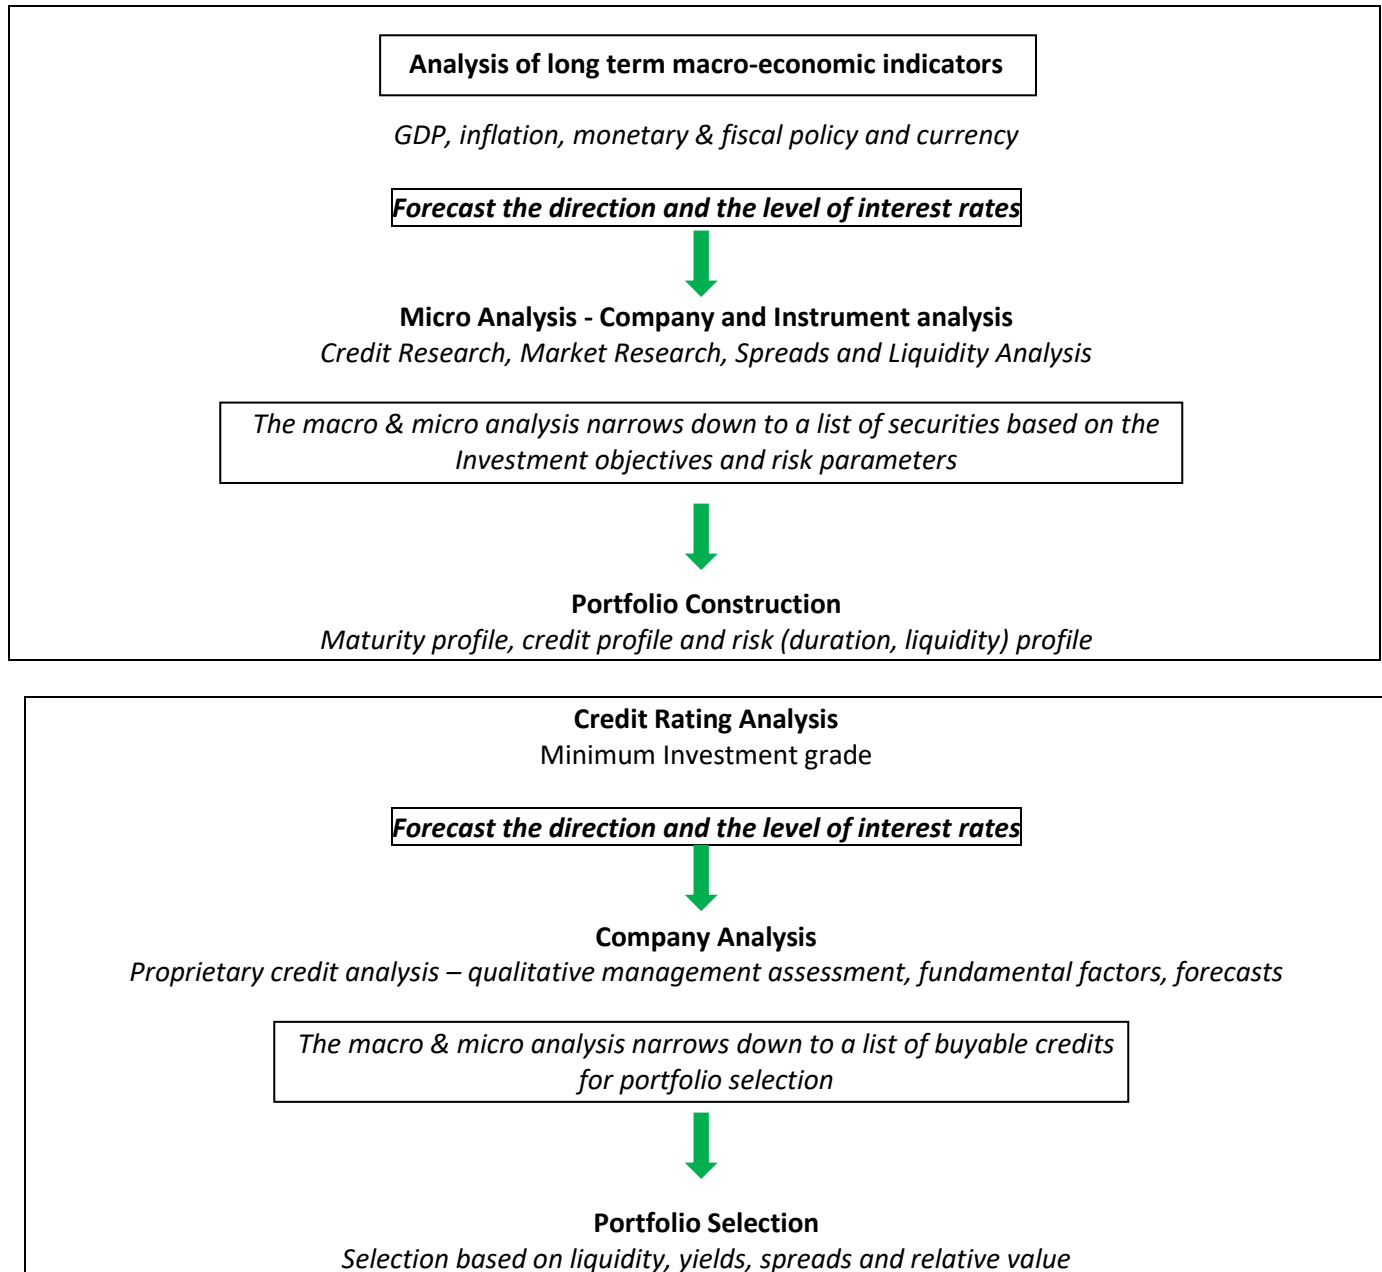 Analysis of long term macro-economic indicators
GDP, inflation, monetary & fiscal policy and currency
Forecast the direction and the level of interest rates
Micro Analysis - Company and Instrument analysis
Credit Research, Market Research, Spreads and Liquidity Analysis
The macro & micro analysis narrows down to a list of securities based on the
Investment objectives and risk parameters
Portfolio Construction
Maturity profile, credit profile and risk (duration, liquidity) profile
Credit Rating Analysis
Minimum Investment grade
Forecast the direction and the level of interest rates
Company Analysis
Proprietary credit analysis – qualitative management assessment, fundamental factors, forecasts
The macro & micro analysis narrows down to a list of buyable credits
for portfolio selection
Portfolio Selection
Selection based on liquidity, yields, spreads and relative value